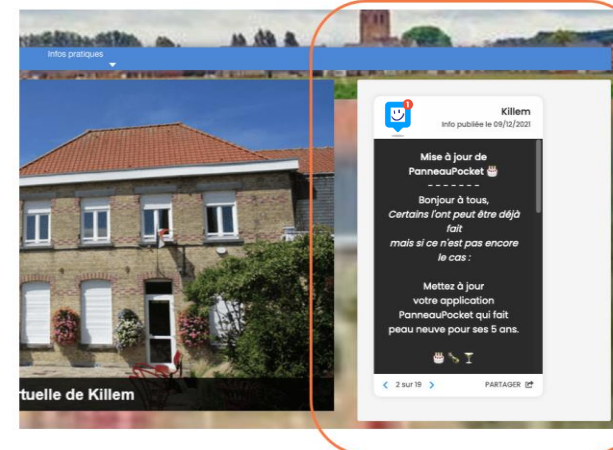 Infos pratiques
1
Killem
Info publiée le 09/12/2021
Mise à jour de
PanneauPocket
-------
Bonjour à tous,
Certains l'ont peut être déjà
fait
mais si ce n'est pas encore
le cas :
Mettez à jour
votre application
PanneauPocket qui fait
peau neuve pour ses 5 ans.
tuelle de Killem
2 sur 19
PARTAGER